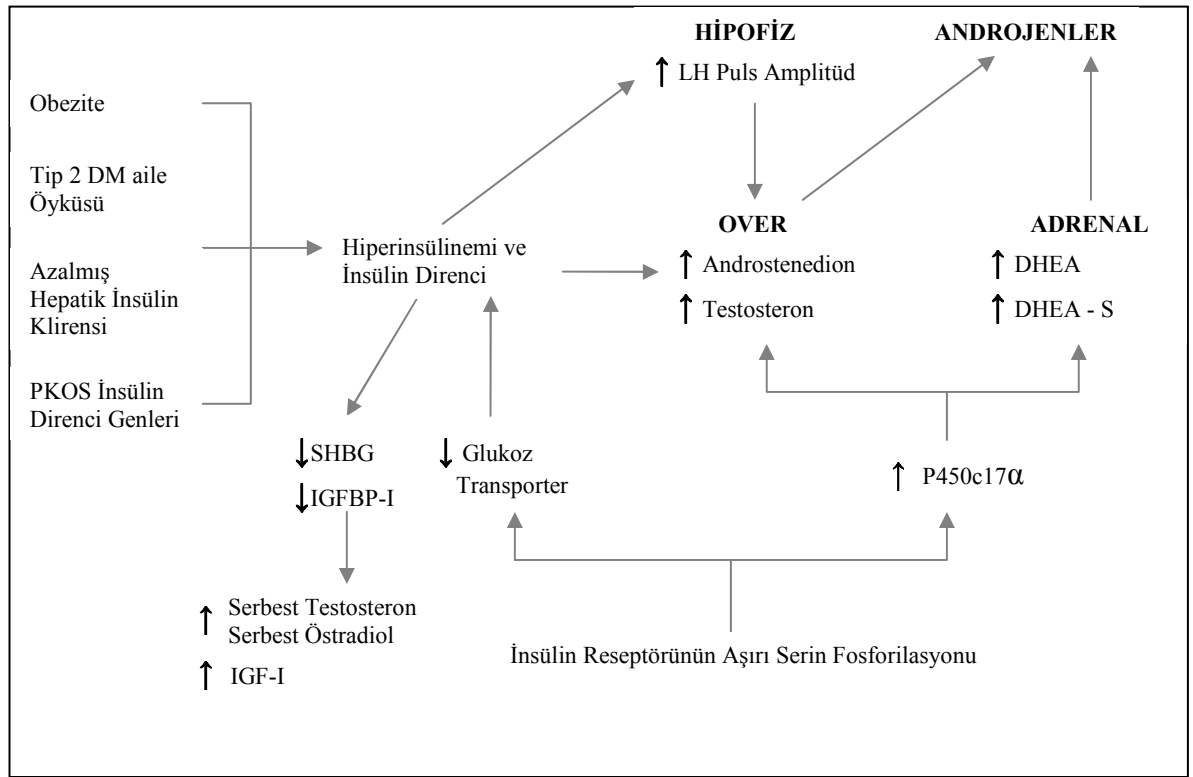 HİPOFİZ
↑ LH Puls Amplitüd
ANDROJENLER
Obezite
Tip 2 DM aile
Öyküsü
Azalmış
Hepatik İnsülin
Klirensi
PKOS İnsülin
Direnci Genleri
Hiperinsülinemi ve
İnsülin Direnci
OVER
↑ Androstenedion
↑ Testosteron
ADRENAL
↑ DHEA
↑ DHEA - S
↓SHBG
↓IGFBP-I
↓ Glukoz
Transporter
↑ P450c17α
↑ Serbest Testosteron
Serbest Östradiol
↑ IGF-I
İnsülin Reseptörünün Aşırı Serin Fosforilasyonu